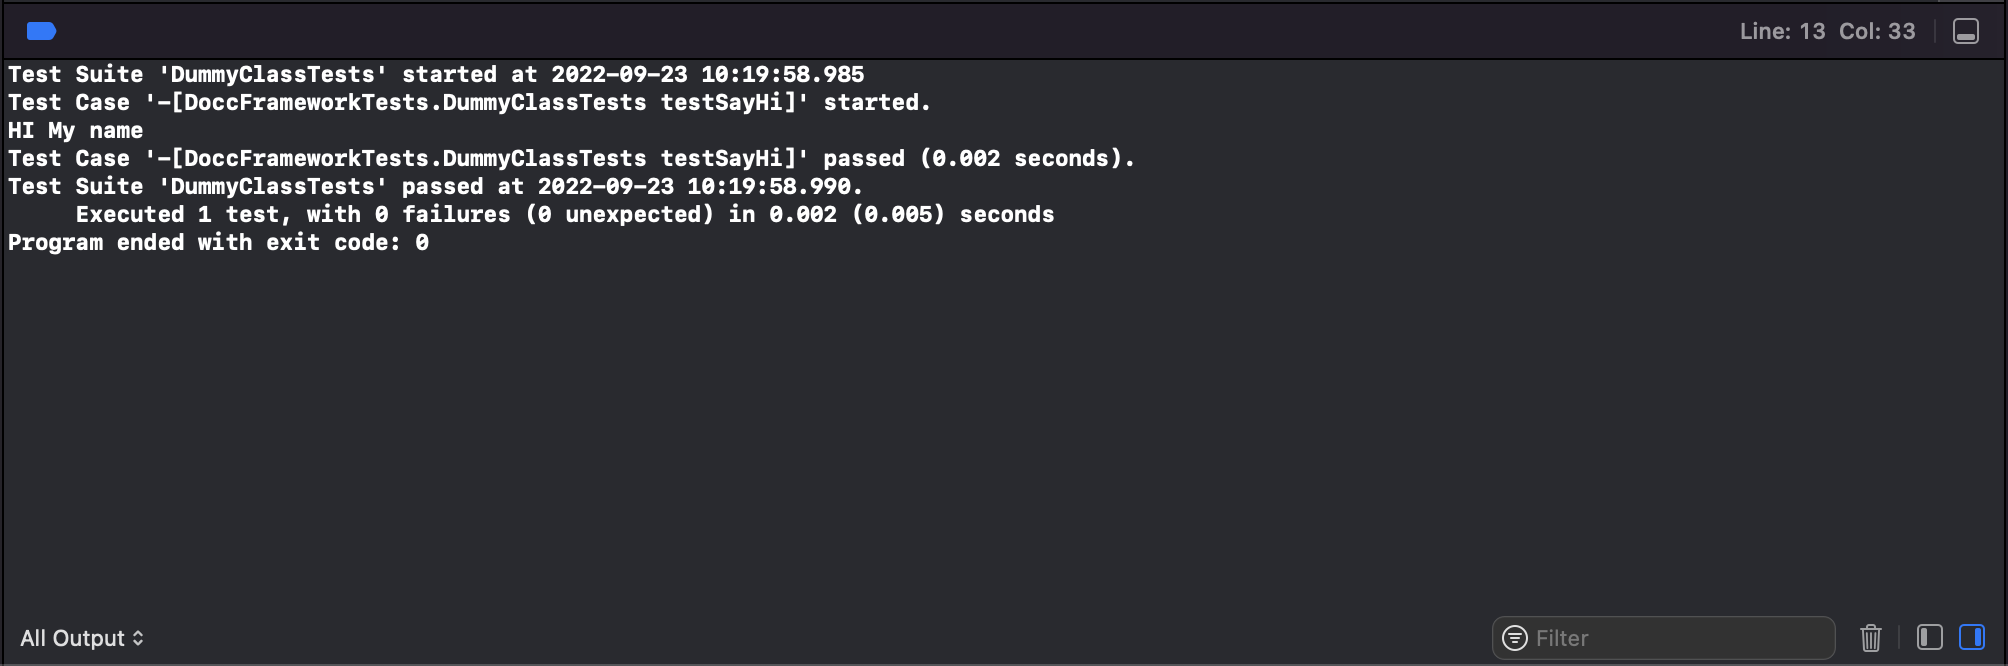 Line: 13 Col: 33
Test Suite 'DummyClassTests' started at 2022-09-23 10:19:58.985
Test Case '-[DoccFrameworkTests.DummyClassTests testSayHi]' started.
HI My name
Test Case '-[DoccFrameworkTests.DummyClassTests testSayHi]' passed (0.002 seconds).
Test Suite 'DummyClassTests' passed at 2022-09-23 10:19:58.990.
Executed 1 test, with 0 failures (0 unexpected) in 0.002 (0.005) seconds
Program ended with exit code: 0
All Output
Filter